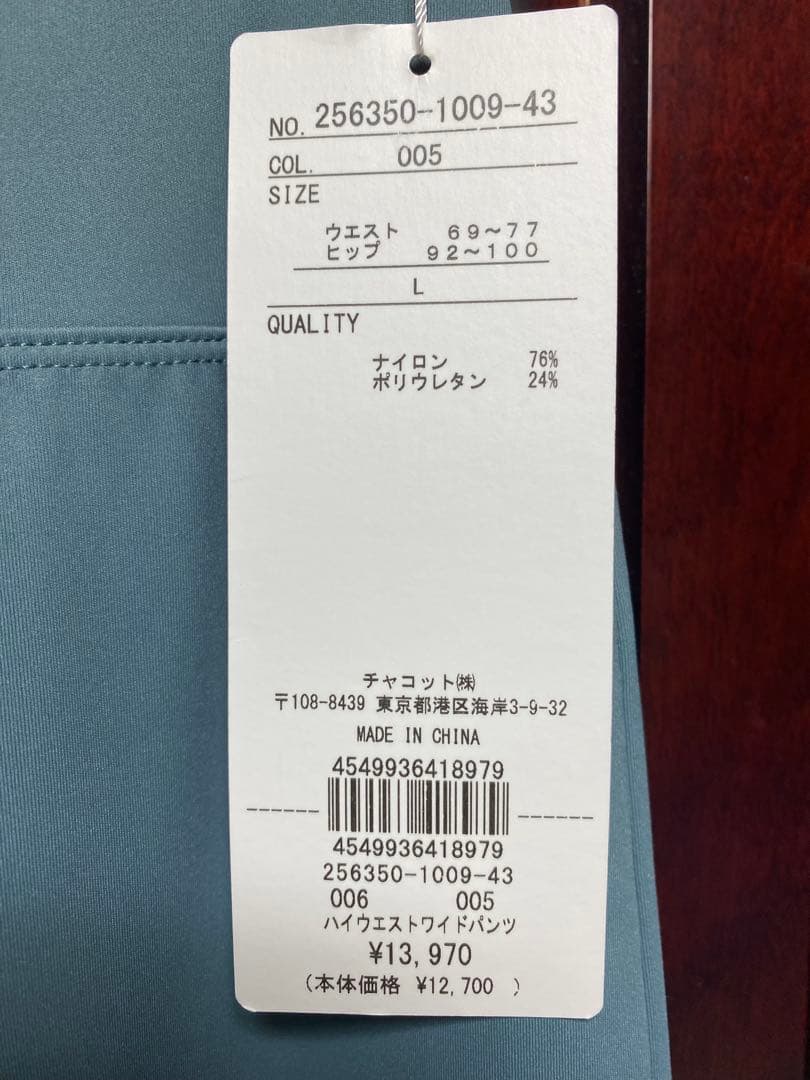 NO. 256350-1009-43
COL. 005
SIZE
ウエスト 69～77
ヒップ 92～100
L
QUALITY
ナイロン 76%
ポリウレタン 24%
チャコット㈱
〒108-8439 東京都港区海岸3-9-32
MADE IN CHINA
4549936418979
4549936418979
256350-1009-43
006 005
ハイウエストワイドパンツ
¥13,970
(本体価格 ¥12,700 )